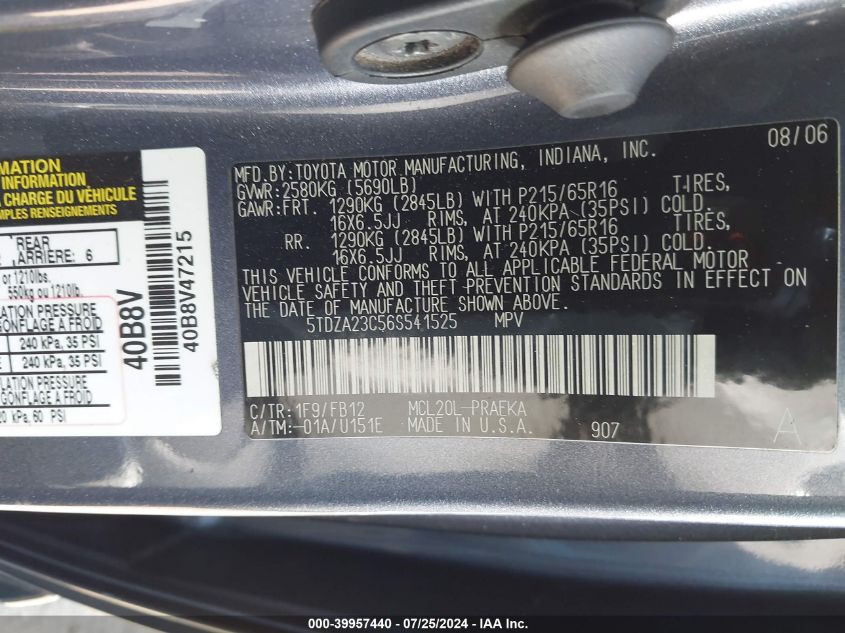 MATION
INFORMATION
A CHARGE DU VÉHICULE
MPLES RENSEIGNEMENTS
REAR
ARRIÈRE: 6
or 1210lbs.
550kg ou 1210lb.
LATION PRESSURE
GONFLAGE A FROID
240 kPa, 35 PSI
240 kPa, 35 PSI
LATION PRESSURE
GONFLAGE A FROID
20 kPa, 60 PSI
40B8V
40B8V47215
08/06
MFD.BY:TOYOTA MOTOR MANUFACTURING, INDIANA, INC.
GVWR:2580KG (5690LB)
GAWR:FRT. 1290KG (2845LB) WITH P215/65R16 TIRES,
16X6.5JJ RIMS, AT 240KPA (35PSI) COLD.
RR. 1290KG (2845LB) WITH P215/65R16 TIRES,
16X6.5JJ RIMS, AT 240KPA (35PSI) COLD.
THIS VEHICLE CONFORMS TO ALL APPLICABLE FEDERAL MOTOR
VEHICLE SAFETY AND THEFT PREVENTION STANDARDS IN EFFECT ON
THE DATE OF MANUFACTURE SHOWN ABOVE.
5TDZA23C56S541525 MPV
C/TR:1F9/FB12 MCL20L-PRAEKA
A/TM:-01A/U151E MADE IN U.S.A. 907 A
000-39957440 - 07/25/2024 - IAA Inc.